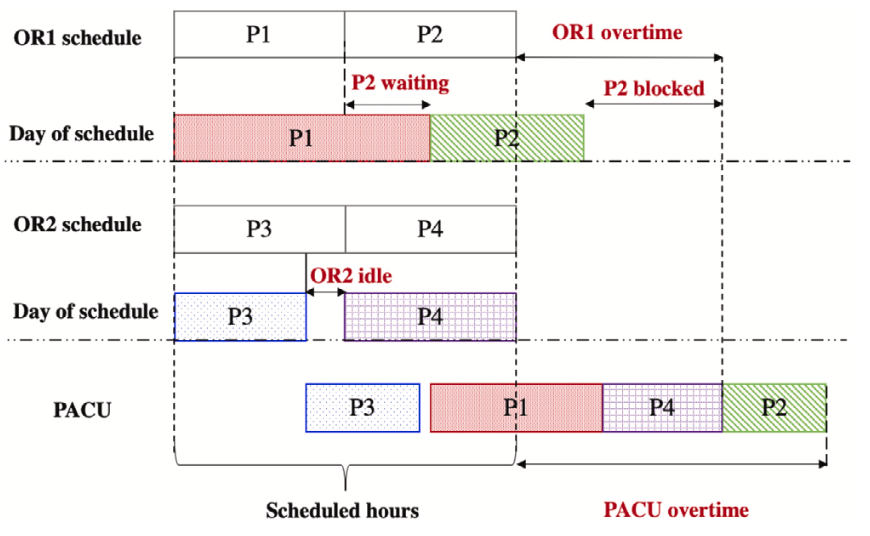 OR1 schedule
P1
P2
OR1 overtime
P2 waiting
P2 blocked
Day of schedule
P1
P2
OR2 schedule
P3
P4
OR2 idle
Day of schedule
P3
P4
PACU
P3
P1
P4
P2
Scheduled hours
PACU overtime